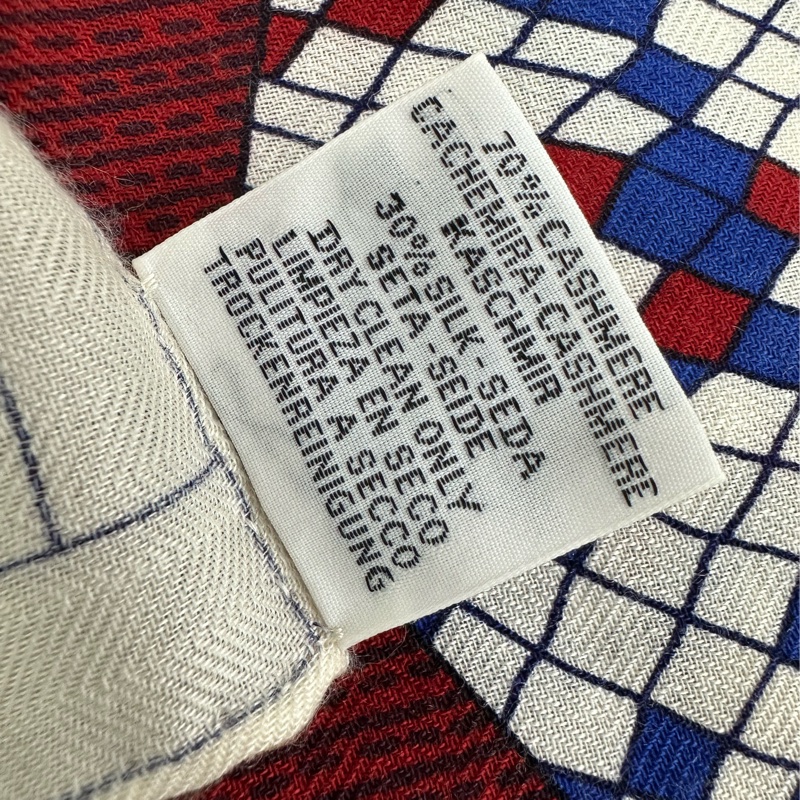 70% CASHMERE
CACHEMIRA-CASHMERE
KASCHMIR
30% SILK-SEDA
SETA-SEIDE
DRY CLEAN ONLY
LIMPIEZA EN SECO
PULITURA A SECCO
TROCKENREINIGUNG